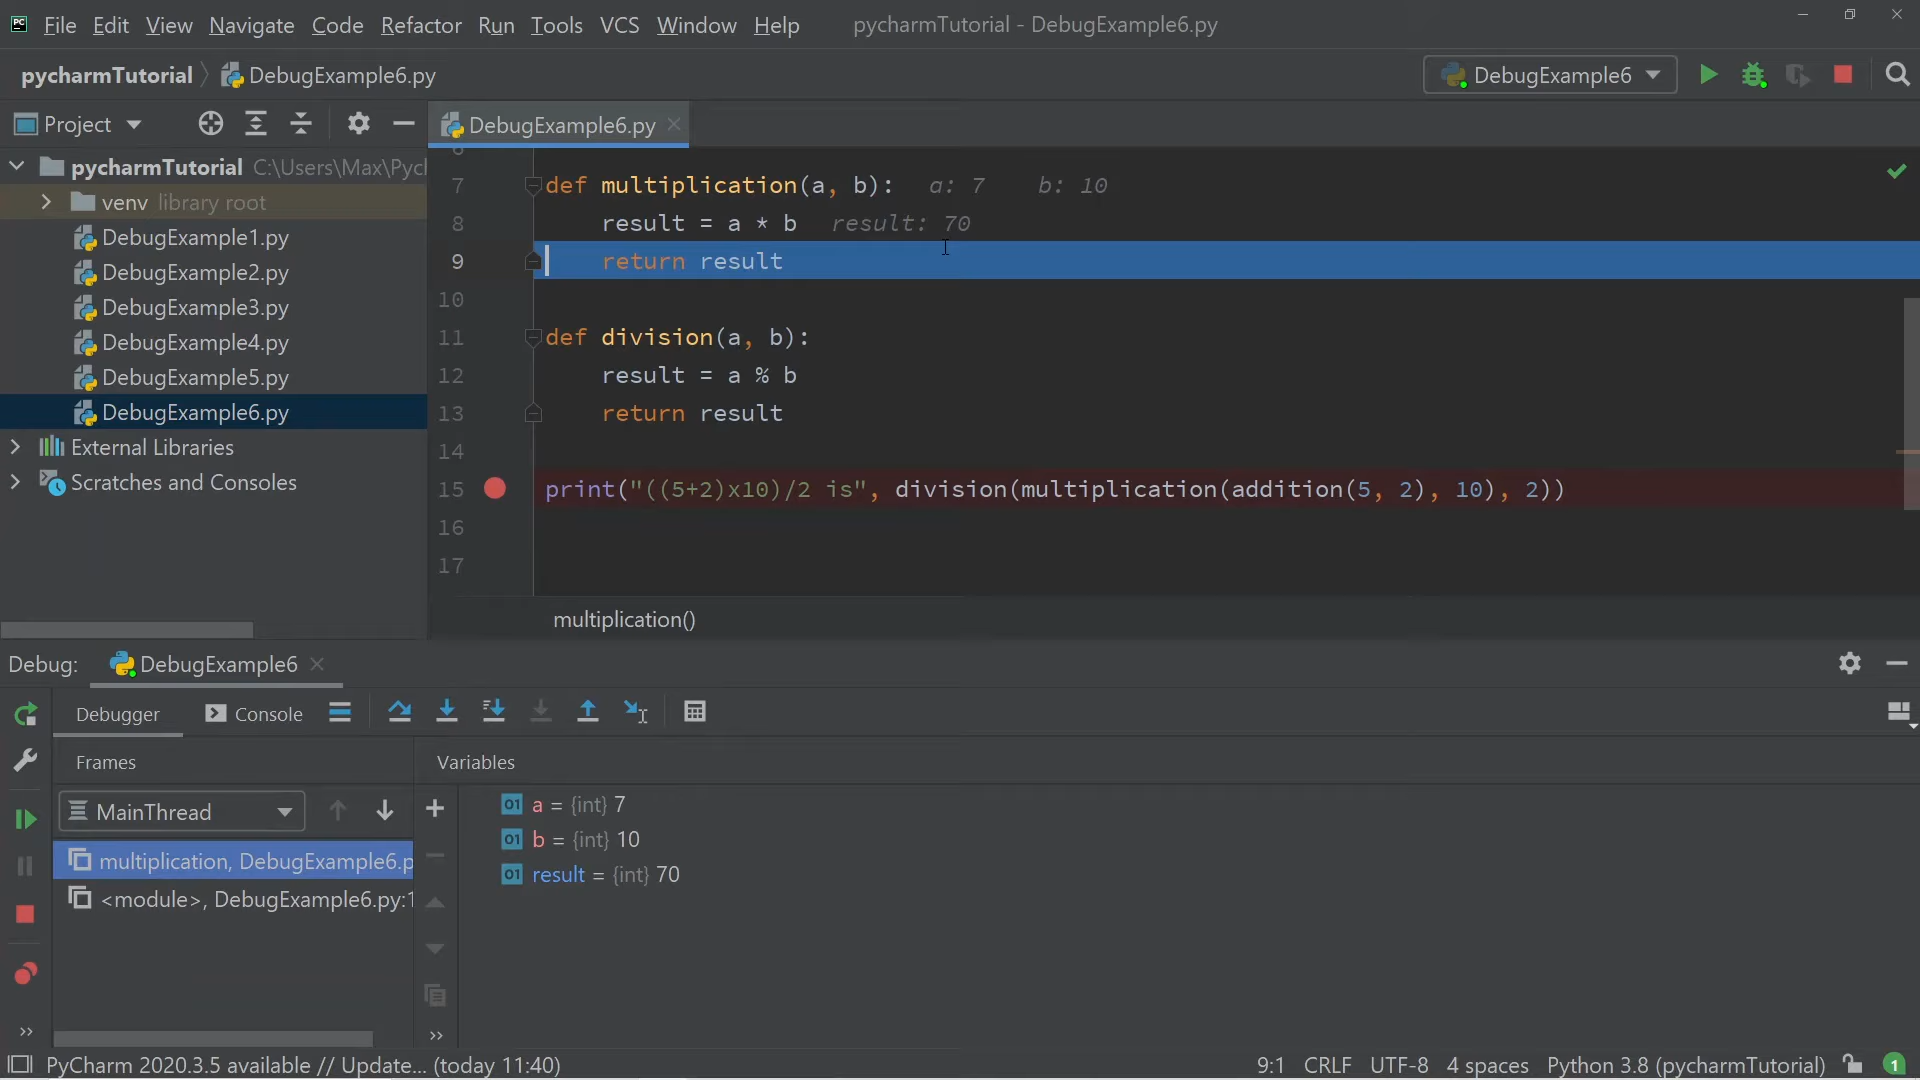 PC File Edit View Navigate Code Refactor Run Tools VCS Window Help pycharmTutorial - DebugExample6.py
pycharmTutorial DebugExample6.py DebugExample6
Project DebugExample6.py
pycharmTutorial C:\Users\Max\Pycl
venv library root
DebugExample1.py
DebugExample2.py
DebugExample3.py
DebugExample4.py
DebugExample5.py
DebugExample6.py
External Libraries
Scratches and Consoles
7 def multiplication(a, b): a: 7 b: 10
8 result = a * b result: 70
9 return result
10
11 def division(a, b):
12 result = a % b
13 return result
14
15 print("((5+2)x10)/2 is", division(multiplication(addition(5, 2), 10), 2))
16
17
multiplication()
Debug: DebugExample6
Debugger Console
Frames Variables
MainThread
multiplication, DebugExample6.p
<module>, DebugExample6.py:1
01 a = {int} 7
01 b = {int} 10
01 result = {int} 70
PyCharm 2020.3.5 available // Update... (today 11:40) 9:1 CRLF UTF-8 4 spaces Python 3.8 (pycharmTutorial) 1